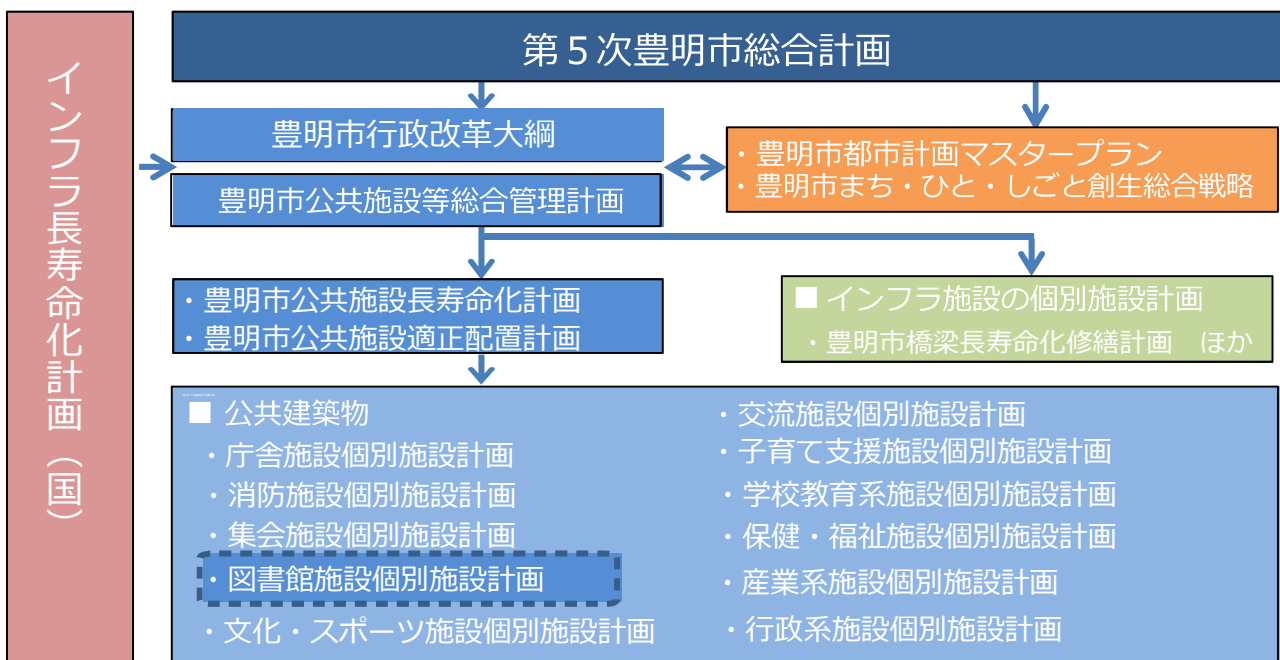 インフラ長寿命化計画（国）
第５次豊明市総合計画
豊明市行政改革大綱
豊明市公共施設等総合管理計画
・豊明市都市計画マスタープラン
・豊明市まち・ひと・しごと創生総合戦略
・豊明市公共施設長寿命化計画
・豊明市公共施設適正配置計画
■ インフラ施設の個別施設計画
・豊明市橋梁長寿命化修繕計画　ほか
■ 公共建築物
・庁舎施設個別施設計画
・消防施設個別施設計画
・集会施設個別施設計画
・図書館施設個別施設計画
・文化・スポーツ施設個別施設計画
・交流施設個別施設計画
・子育て支援施設個別施設計画
・学校教育系施設個別施設計画
・保健・福祉施設個別施設計画
・産業系施設個別施設計画
・行政系施設個別施設計画